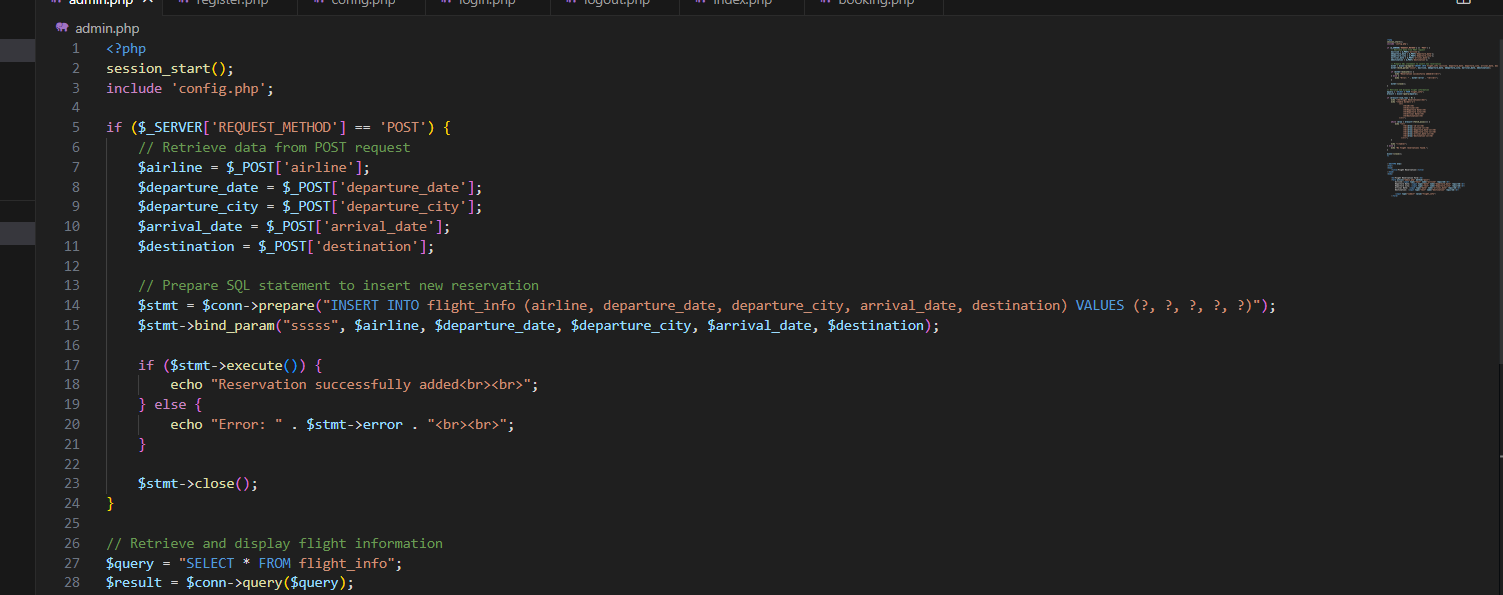 admin.php register.php config.php login.php logout.php index.php booking.php
admin.php
1 <?php
2 session_start();
3 include 'config.php';
4
5 if ($_SERVER['REQUEST_METHOD'] == 'POST') {
6 // Retrieve data from POST request
7 $airline = $_POST['airline'];
8 $departure_date = $_POST['departure_date'];
9 $departure_city = $_POST['departure_city'];
10 $arrival_date = $_POST['arrival_date'];
11 $destination = $_POST['destination'];
12
13 // Prepare SQL statement to insert new reservation
14 $stmt = $conn->prepare("INSERT INTO flight_info (airline, departure_date, departure_city, arrival_date, destination) VALUES (?, ?, ?, ?, ?)");
15 $stmt->bind_param("sssss", $airline, $departure_date, $departure_city, $arrival_date, $destination);
16
17 if ($stmt->execute()) {
18 echo "Reservation successfully added<br><br>";
19 } else {
20 echo "Error: " . $stmt->error . "<br><br>";
21 }
22
23 $stmt->close();
24 }
25
26 // Retrieve and display flight information
27 $query = "SELECT * FROM flight_info";
28 $result = $conn->query($query);